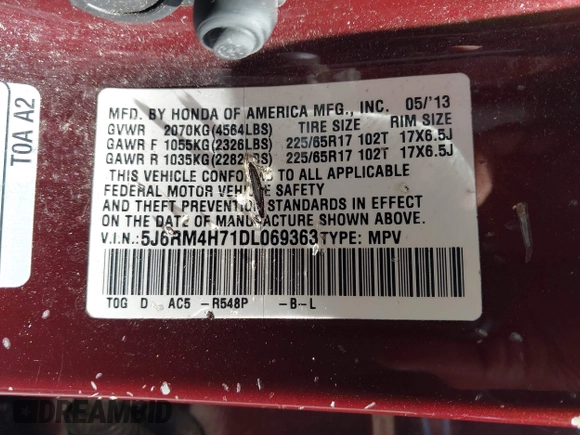 MFD. BY HONDA OF AMERICA MFG., INC. 05/'13
GVWR 2070KG(4564LBS) TIRE SIZE RIM SIZE
GAWR F 1055KG(2326LBS) 225/65R17 102T 17X6.5J
GAWR R 1035KG(2282LBS) 225/65R17 102T 17X6.5J
THIS VEHICLE CONFORMS TO ALL APPLICABLE
FEDERAL MOTOR VEHICLE SAFETY
AND THEFT PREVENTION STANDARDS IN EFFECT
ON THE DATE OF MANUFACTURE SHOWN ABOVE.
V.I.N.: 5J6RM4H71DL069363 TYPE: MPV
TOG D AC5 -R548P -B-L
TOA A2
DREAMBID